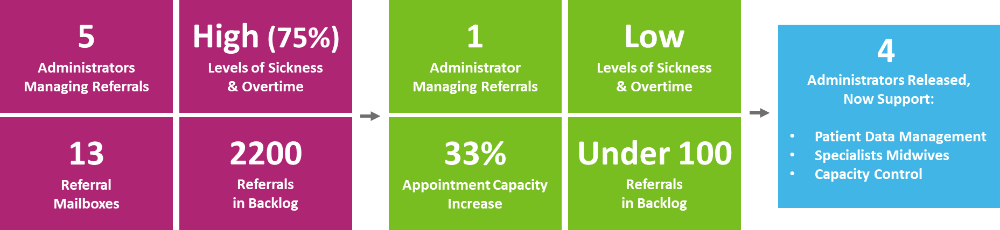 5
Administrators
Managing Referrals
High (75%)
Levels of Sickness
& Overtime
13
Referral
Mailboxes
2200
Referrals
in Backlog
1
Administrator
Managing Referrals
Low
Levels of Sickness
& Overtime
33%
Appointment Capacity
Increase
Under 100
Referrals
in Backlog
4
Administrators Released,
Now Support:
• Patient Data Management
• Specialists Midwives
• Capacity Control